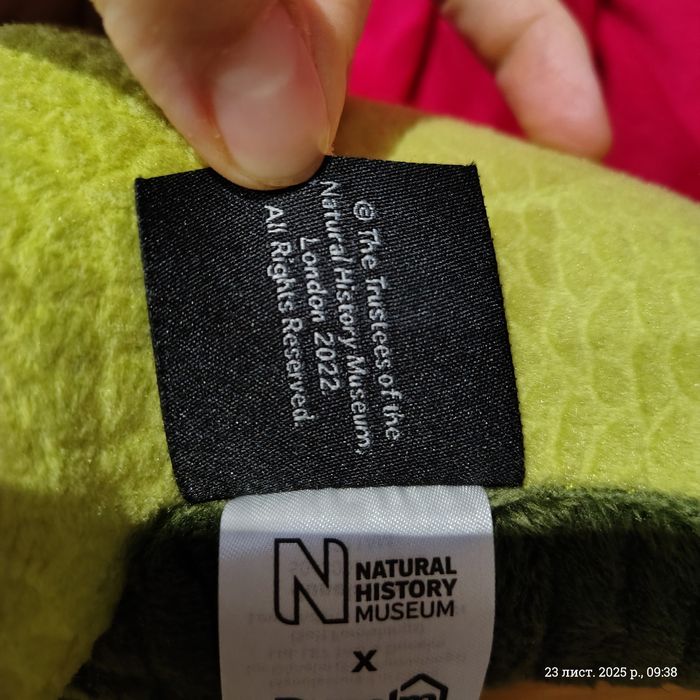 © The Trustees of the
Natural History Museum,
London 2022
All Rights Reserved.
N
NATURAL
HISTORY
MUSEUM
x
23 лист. 2025 р., 09:38